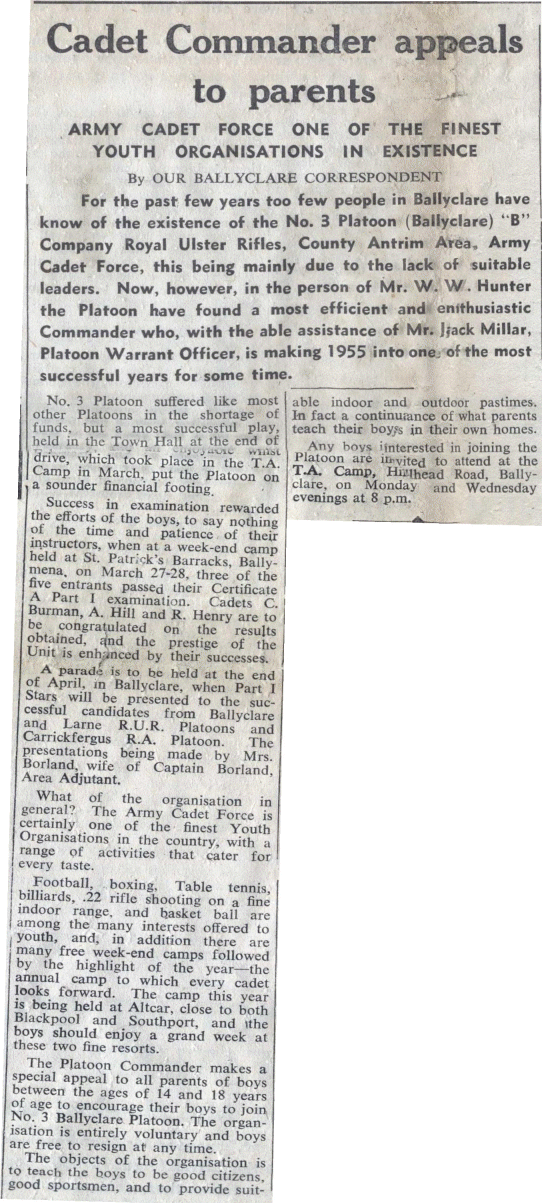 Cadet Commander appeals
to parents
ARMY CADET FORCE ONE OF THE FINEST
YOUTH ORGANISATIONS IN EXISTENCE
By OUR BALLYCLARE CORRESPONDENT
For the past few years too few people in Ballyclare have
know of the existence of the No. 3 Platoon (Ballyclare) "B"
Company Royal Ulster Rifles, County Antrim Area, Army
Cadet Force, this being mainly due to the lack of suitable
leaders. Now, however, in the person of Mr. W. W. Hunter
the Platoon have found a most efficient and enthusiastic
Commander who, with the able assistance of Mr. Jack Millar,
Platoon Warrant Officer, is making 1955 into one of the most
successful years for some time.
No. 3 Platoon suffered like most
other Platoons in the shortage of
funds, but a most successful play,
held in the Town Hall at the end of
enjoyable whist
drive, which took place in the T.A.
Camp in March, put the Platoon on
a sounder financial footing.
Success in examination rewarded
the efforts of the boys, to say nothing
of the time and patience of their
instructors, when at a week-end camp
held at St. Patrick's Barracks, Bally-
mena, on March 27-28, three of the
five entrants passed their Certificate
A Part I examination. Cadets C.
Burman, A. Hill and R. Henry are to
be congratulated on the results
obtained, and the prestige of the
Unit is enhanced by their successes.
A parade is to be held at the end
of April, in Ballyclare, when Part I
Stars will be presented to the suc-
cessful candidates from Ballyclare
and Larne R.U.R. Platoons and
Carrickfergus R.A. Platoon. The
presentations being made by Mrs.
Borland, wife of Captain Borland,
Area Adjutant.
What of the organisation in
general? The Army Cadet Force is
certainly one of the finest Youth
Organisations in the country, with a
range of activities that cater for
every taste.
Football, boxing, Table tennis,
billiards, .22 rifle shooting on a fine
indoor range, and basket ball are
among the many interests offered to
youth, and, in addition there are
many free week-end camps followed
by the highlight of the year—the
annual camp to which every cadet
looks forward. The camp this year
is being held at Altcar, close to both
Blackpool and Southport, and the
boys should enjoy a grand week at
these two fine resorts.
The Platoon Commander makes a
special appeal to all parents of boys
between the ages of 14 and 18 years
of age to encourage their boys to join
No. 3 Ballyclare Platoon. The organ-
isation is entirely voluntary and boys
are free to resign at any time.
The objects of the organisation is
to teach the boys to be good citizens,
good sportsmen, and to provide suit-
able indoor and outdoor pastimes.
In fact a continuance of what parents
teach their boys in their own homes.
Any boys interested in joining the
Platoon are invited to attend at the
T.A. Camp, Hillhead Road, Bally-
clare, on Monday and Wednesday
evenings at 8 p.m.